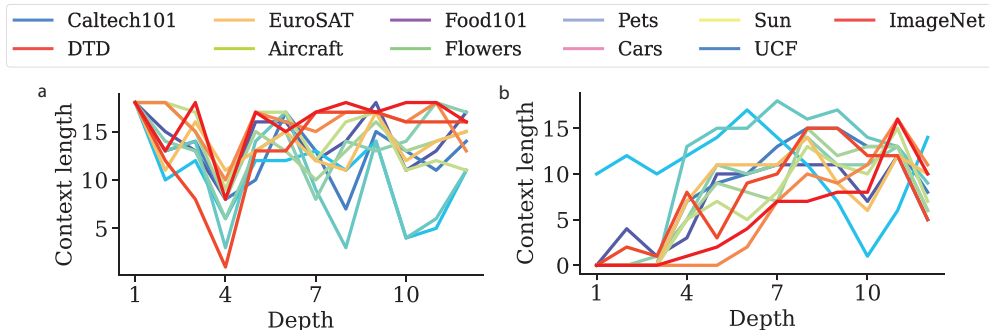 Caltech101 EuroSAT Food101 Pets Sun ImageNet
DTD Aircraft Flowers Cars UCF
a
Context length
15
10
5
1 4 7 10
Depth
b
Context length
15
10
5
0
1 4 7 10
Depth